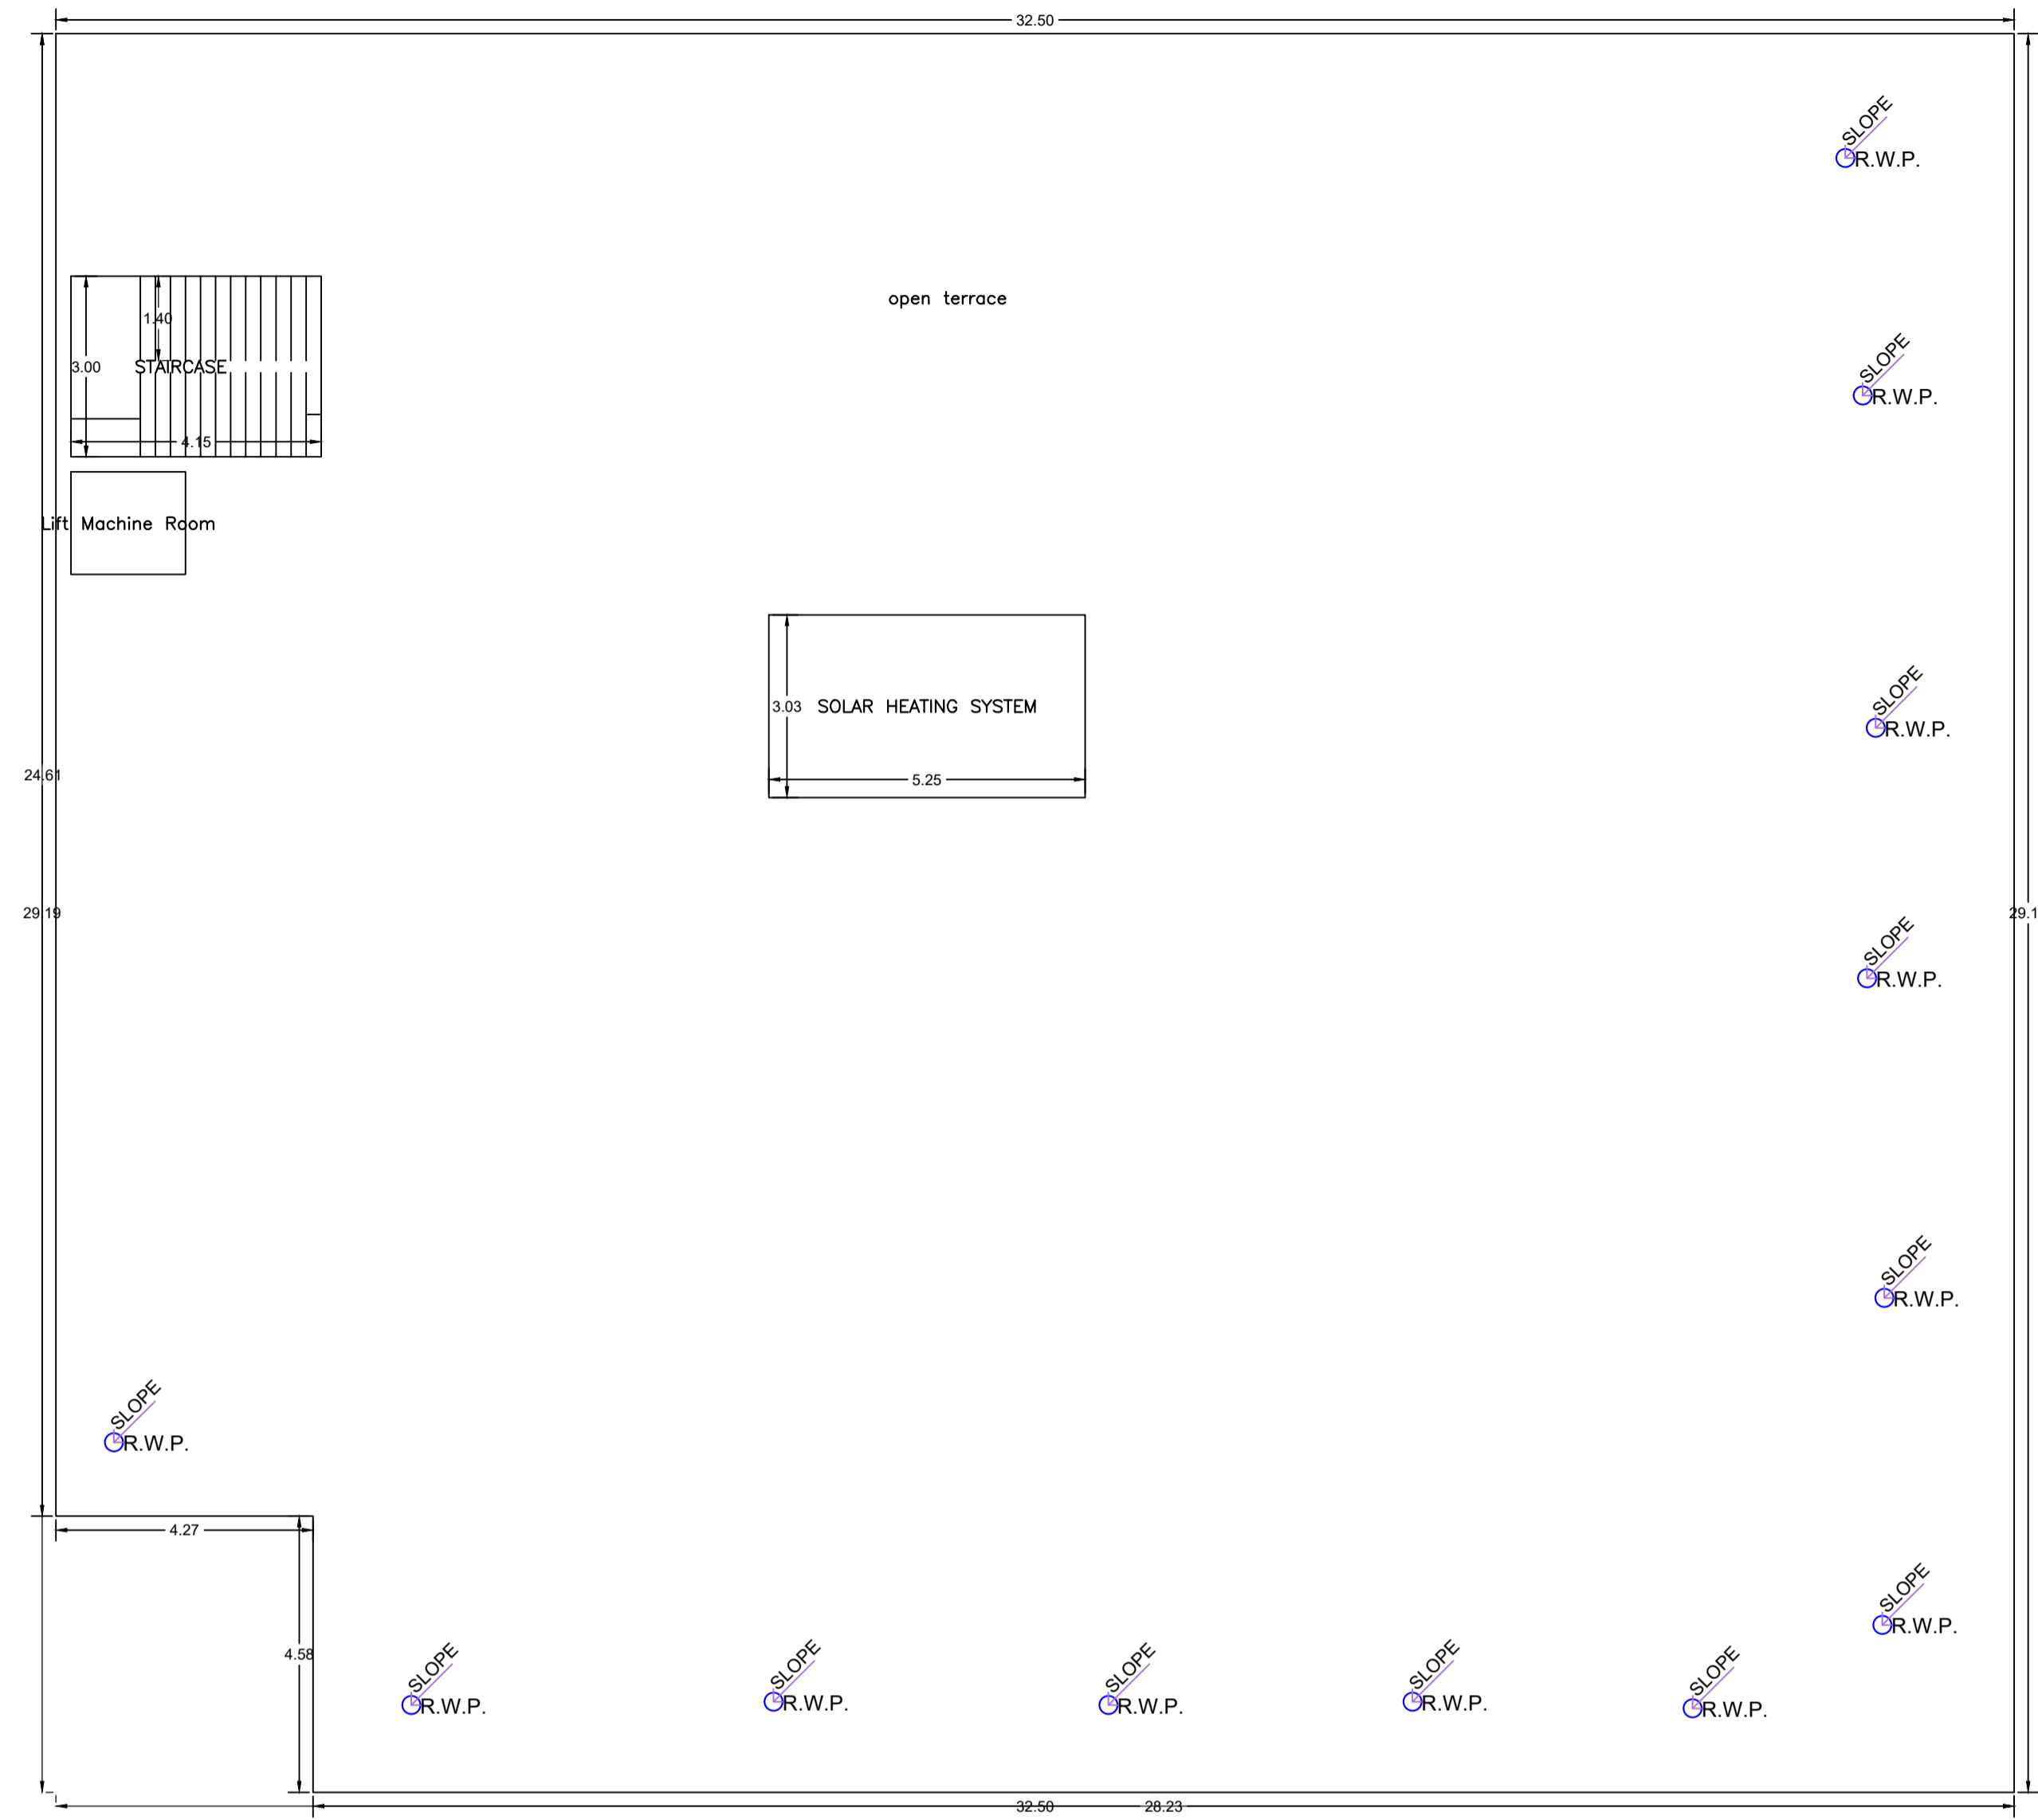 32.50
SLOPE
R.W.P.
open terrace
1.40
SLOPE
3.00
STAIRCASE
R.W.P.
4.15
Lift Machine Room
SLOPE
3.03
SOLAR HEATING SYSTEM
R.W.P.
24.61
5.25
29.19
29.1
SLOPE
R.W.P.
SLOPE
R.W.P.
SLOPE
R.W.P.
4.27
SLOPE
R.W.P.
4.58
SLOPE
R.W.P.
SLOPE
R.W.P.
SLOPE
R.W.P.
SLOPE
R.W.P.
SLOPE
R.W.P.
32.50
28.23